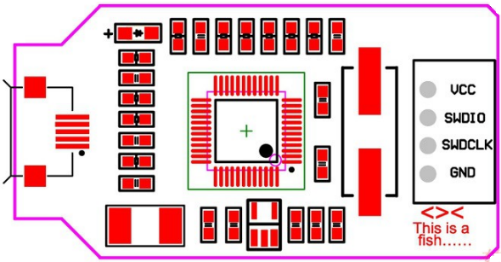 VCC
SWDIO
SWDCLK
GND
<><
This is a
fish......